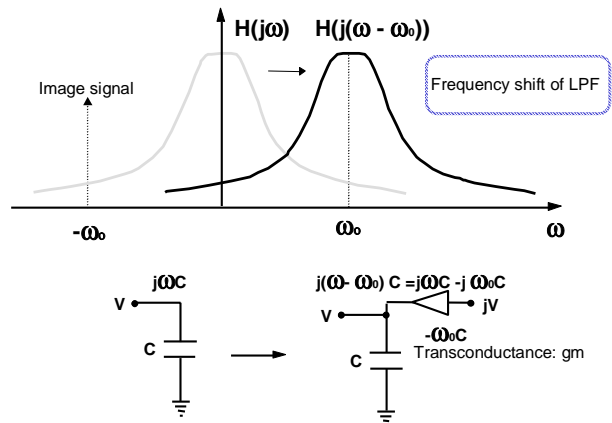 H(jω) H(j(ω - ω₀))
Image signal
Frequency shift of LPF
-ω₀ ω₀ ω
jωC j(ω- ω₀) C =jωC -j ω₀C
V V jV
-ω₀C
C C Transconductance: gm